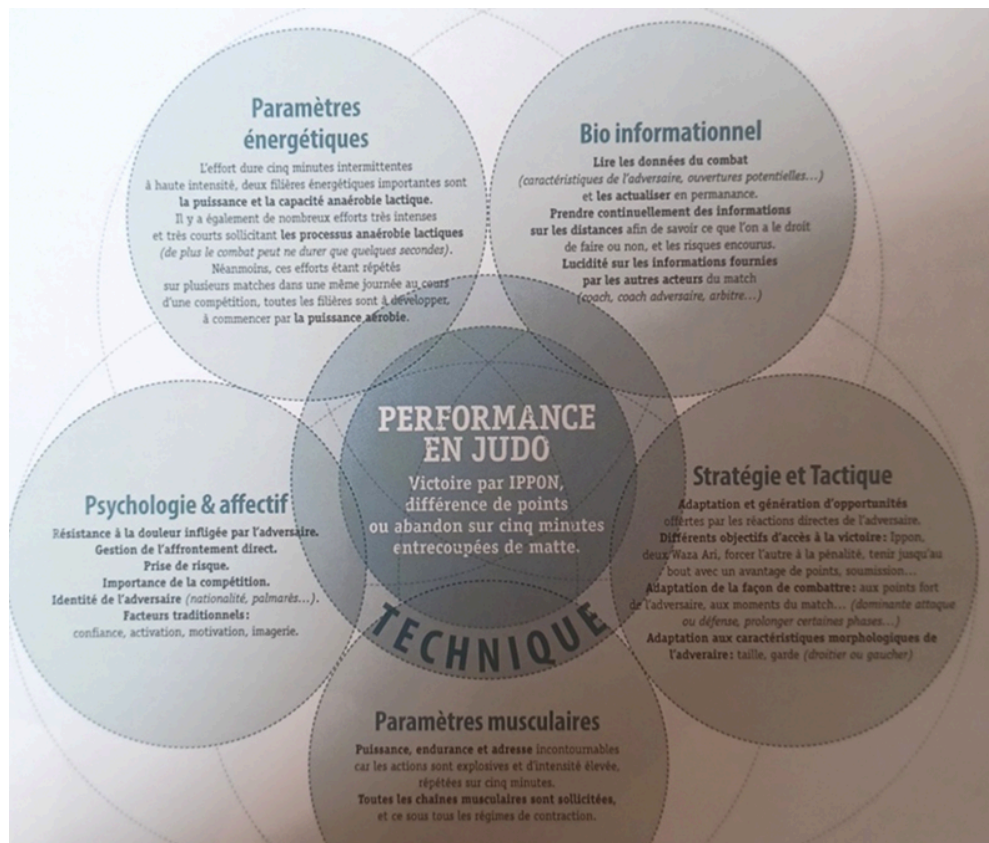 Paramètres
énergétiques
L'effort dure cinq minutes intermittentes
à haute intensité, deux filières énergétiques importantes sont
la puissance et la capacité anaérobie lactique.
Il y a également de nombreux efforts très intenses
et très courts sollicitant les processus anaérobie lactiques
(de plus le combat peut ne durer que quelques secondes).
Néanmoins, ces efforts étant répétés
sur plusieurs matches dans une même journée au cours
d'une compétition, toutes les filières sont à développer,
à commencer par la puissance aérobie.
Bio informationnel
Lire les données du combat
(caractéristiques de l'adversaire, ouvertures potentielles...)
et les actualiser en permanance.
Prendre continuellement des informations
sur les distances afin de savoir ce que l'on a le droit
de faire ou non, et les risques encourus.
Lucidité sur les informations fournies
par les autres acteurs du match
(coach, coach adversaire, arbitre...)
PERFORMANCE
EN JUDO
Victoire par IPPON,
différence de points
ou abandon sur cinq minutes
entrecoupées de matte.
TECHNIQUE
Psychologie & affectif
Résistance à la douleur infligée par l'adversaire.
Gestion de l'affrontement direct.
Prise de risque.
Importance de la compétition.
Identité de l'adversaire (nationalité, palmarès...).
Facteurs traditionnels :
confiance, activation, motivation, imagerie.
Stratégie et Tactique
Adaptation et génération d'opportunités
offertes par les réactions directes de l'adversaire.
Différents objectifs d'accès à la victoire : Ippon,
deux Waza Ari, forcer l'autre à la pénalité, tenir jusqu'au
bout avec un avantage de points, soumission...
Adaptation de la façon de combattre : aux points fort
de l'adversaire, aux moments du match... (dominante attaque
ou défense, prolonger certaines phases...)
Adaptation aux caractéristiques morphologiques de
l'adveraire : taille, garde (droitier ou gaucher)
Paramètres musculaires
Puissance, endurance et adresse incontournables
car les actions sont explosives et d'intensité élevée,
répétées sur cinq minutes.
Toutes les chaînes musculaires sont sollicitées,
et ce sous tous les régimes de contraction.